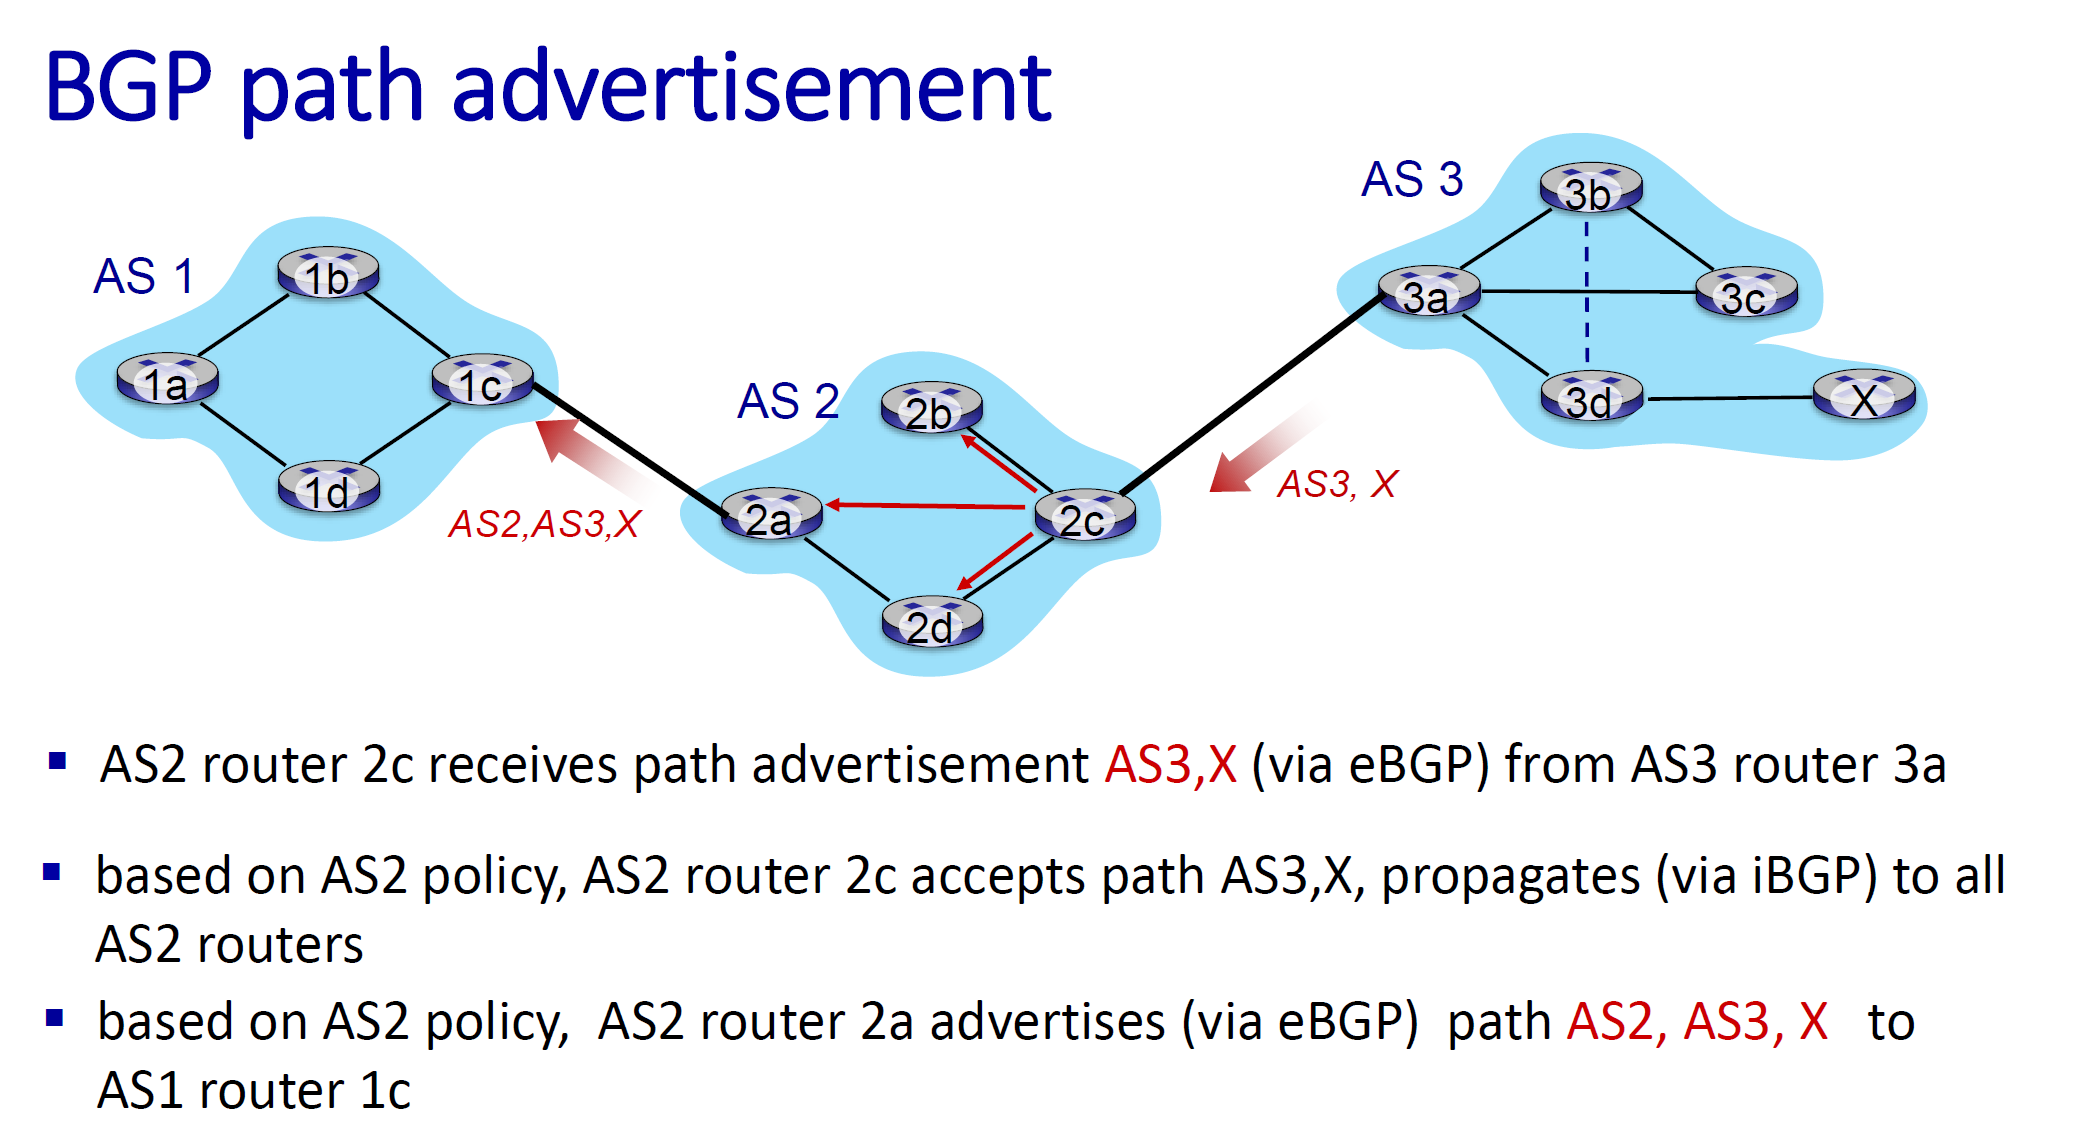 BGP path advertisement
AS 3
3b
AS 1
1b
3a
3c
1a
1c
AS 2
2b
3d
X
1d
AS2,AS3,X
2a
2c
AS3, X
2d
AS2 router 2c receives path advertisement AS3,X (via eBGP) from AS3 router 3a
based on AS2 policy, AS2 router 2c accepts path AS3,X, propagates (via iBGP) to all
AS2 routers
based on AS2 policy, AS2 router 2a advertises (via eBGP) path AS2, AS3, X to
AS1 router 1c